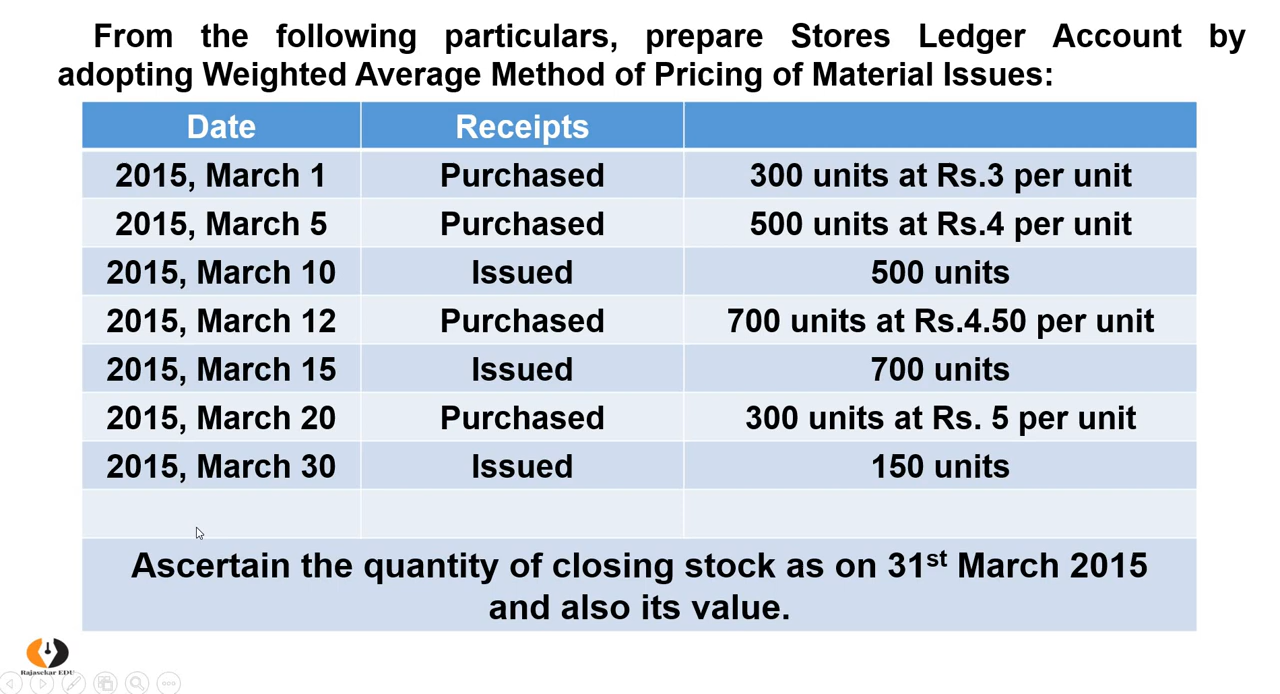 From the following particulars, prepare Stores Ledger Account by
adopting Weighted Average Method of Pricing of Material Issues:
Date Receipts
2015, March 1 Purchased 300 units at Rs.3 per unit
2015, March 5 Purchased 500 units at Rs.4 per unit
2015, March 10 Issued 500 units
2015, March 12 Purchased 700 units at Rs.4.50 per unit
2015, March 15 Issued 700 units
2015, March 20 Purchased 300 units at Rs. 5 per unit
2015, March 30 Issued 150 units
Ascertain the quantity of closing stock as on 31st March 2015
and also its value.
Rajasekar EDU